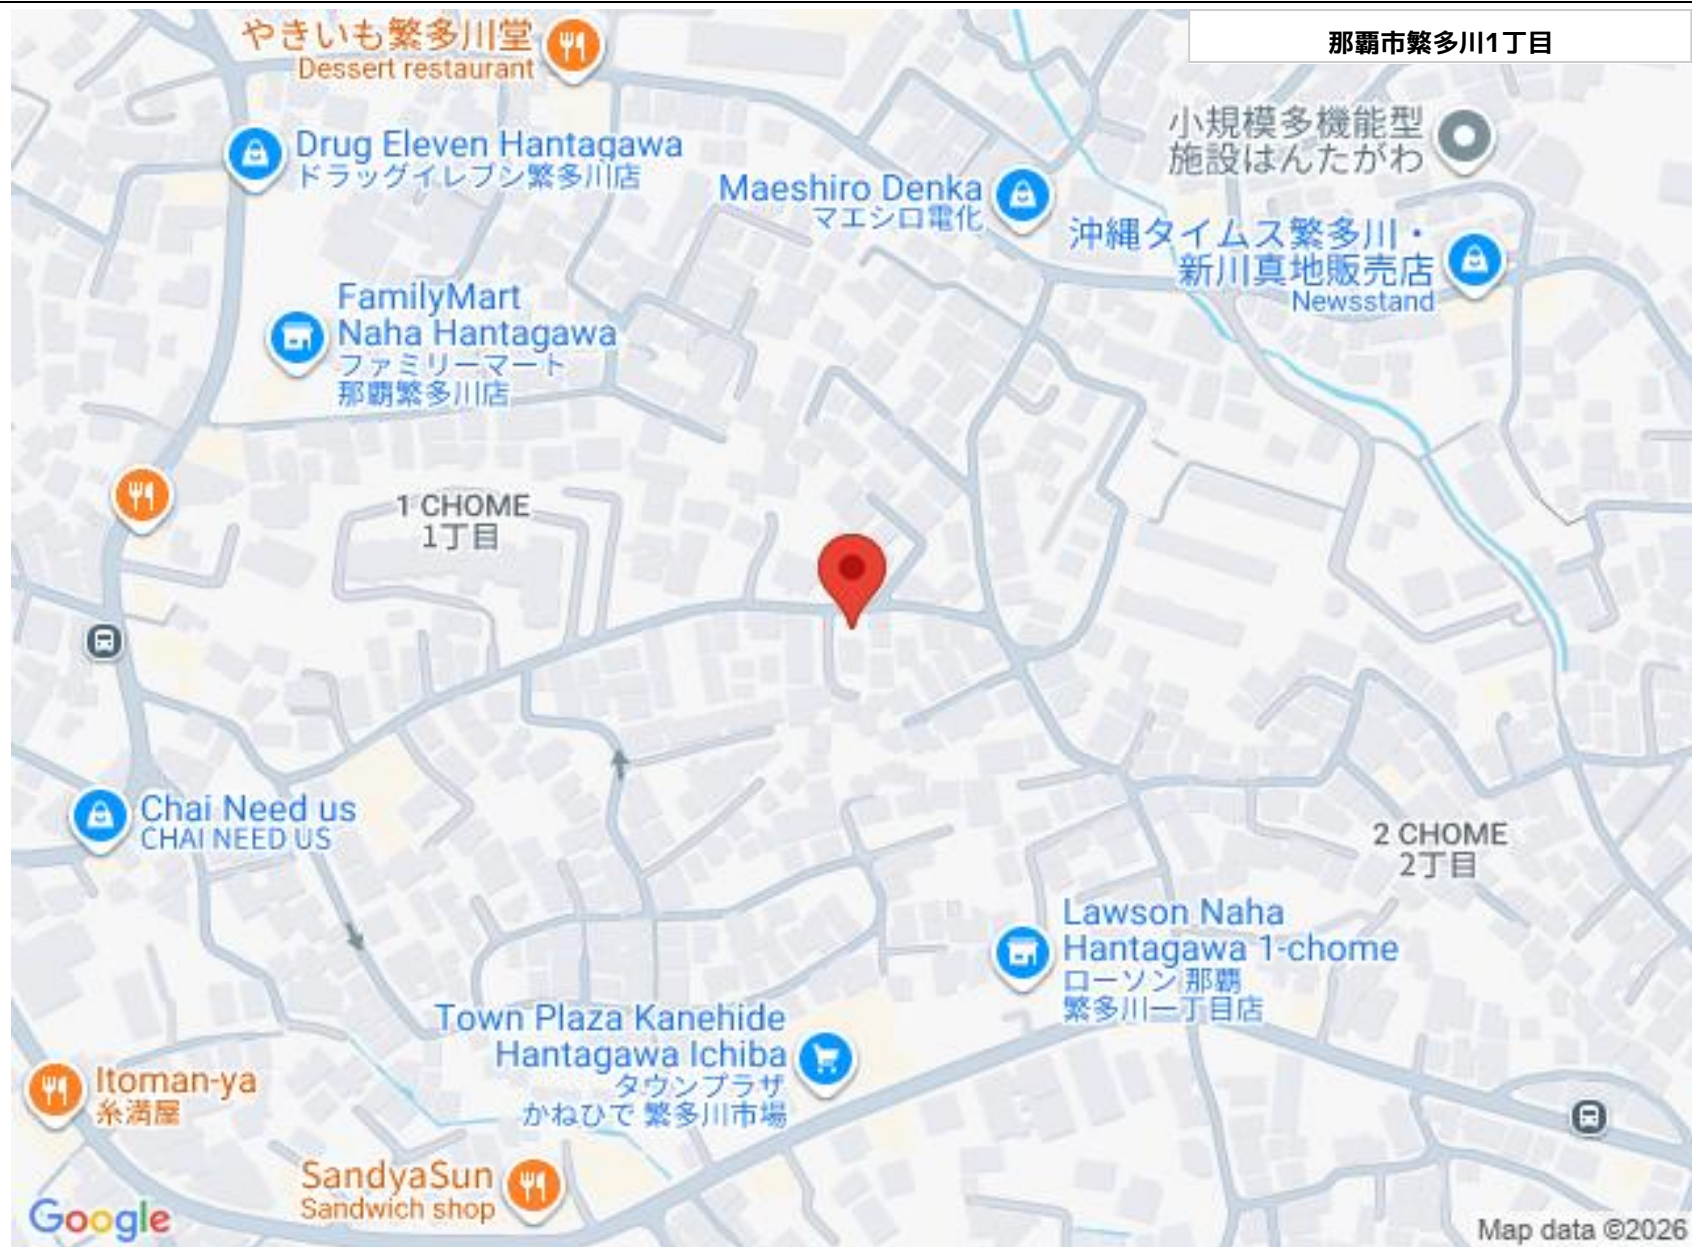 那覇市繁多川1丁目
やきいも繁多川堂
Dessert restaurant
Drug Eleven Hantagawa
ドラッグイレブン繁多川店
小規模多機能型
施設はんたがわ
Maeshiro Denka
マエシロ電化
沖縄タイムス繁多川・
新川真地販売店
Newsstand
FamilyMart
Naha Hantagawa
ファミリーマート
那覇繁多川店
1 CHOME
1丁目
Chai Need us
CHAI NEED US
2 CHOME
2丁目
Lawson Naha
Hantagawa 1-chome
ローソン 那覇
繁多川一丁目店
Town Plaza Kanehide
Hantagawa Ichiba
タウンプラザ
かねひで 繁多川市場
Itoman-ya
糸満屋
SandyaSun
Sandwich shop
Google
Map data ©2026